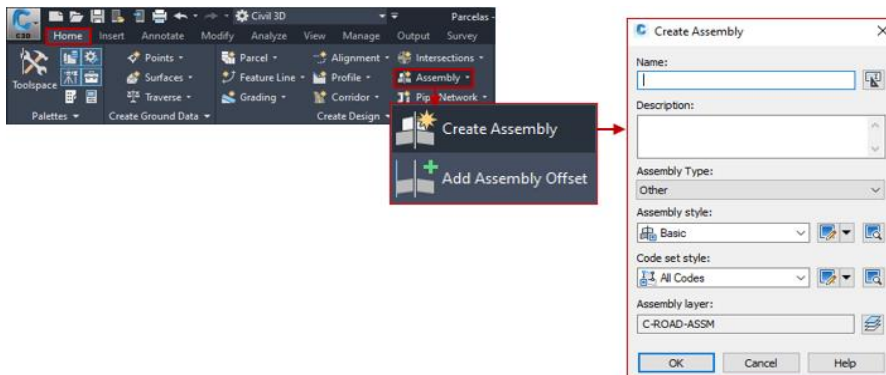 Civil 3D
Parcelas -
C3D
Home Insert Annotate Modify Analyze View Manage Output Survey
Toolspace
Points
Surfaces
Traverse
Parcel
Feature Line
Grading
Alignment
Profile
Corridor
Intersections
Assembly
Pipe Network
Palettes
Create Ground Data
Create Design
Create Assembly
Add Assembly Offset
Create Assembly
Name:
Description:
Assembly Type:
Other
Assembly style:
Basic
Code set style:
All Codes
Assembly layer:
C-ROAD-ASSM
OK Cancel Help